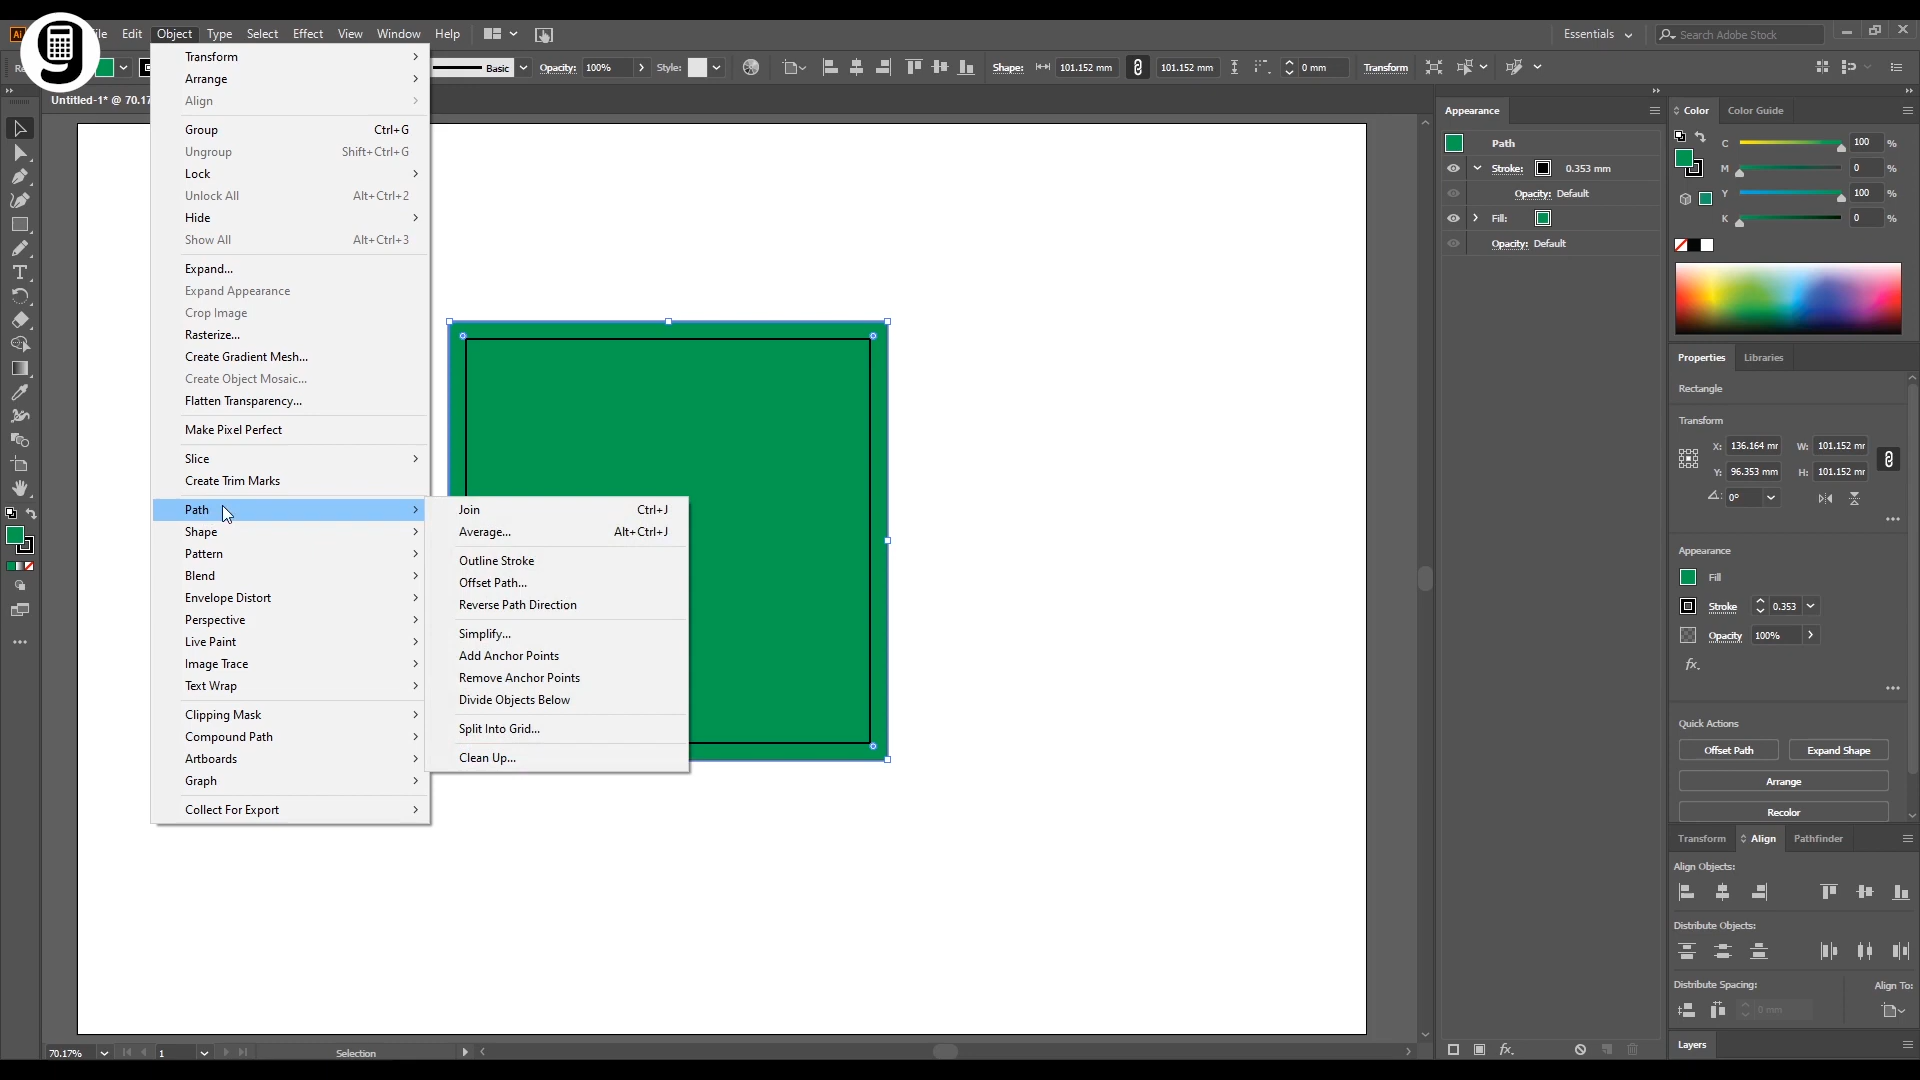 Ai
ile Edit Object Type Select Effect View Window Help
Essentials
Search Adobe Stock
Basic
Opacity: 100%
Style:
Shape: 101.152 mm 101.152 mm 0 mm
Transform
Untitled-1* @ 70.17
Transform
Arrange
Align
Group Ctrl+G
Ungroup Shift+Ctrl+G
Lock
Unlock All Alt+Ctrl+2
Hide
Show All Alt+Ctrl+3
Expand...
Expand Appearance
Crop Image
Rasterize...
Create Gradient Mesh...
Create Object Mosaic...
Flatten Transparency...
Make Pixel Perfect
Slice
Create Trim Marks
Path
Shape
Pattern
Blend
Envelope Distort
Perspective
Live Paint
Image Trace
Text Wrap
Clipping Mask
Compound Path
Artboards
Graph
Collect For Export
Join Ctrl+J
Average... Alt+Ctrl+J
Outline Stroke
Offset Path...
Reverse Path Direction
Simplify...
Add Anchor Points
Remove Anchor Points
Divide Objects Below
Split Into Grid...
Clean Up...
70.17% 1 Selection
Appearance
Path
Stroke: 0.353 mm
Opacity: Default
Fill:
Opacity: Default
fx.
Color Color Guide
C 100 %
M 0 %
Y 100 %
K 0 %
Properties Libraries
Rectangle
Transform
X: 136.164 mr W: 101.152 mr
Y: 96.353 mm H: 101.152 mr
0°
Appearance
Fill
Stroke 0.353
Opacity 100%
fx.
Quick Actions
Offset Path Expand Shape
Arrange
Recolor
Transform Align Pathfinder
Align Objects:
Distribute Objects:
Distribute Spacing: Align To:
0 mm
Layers